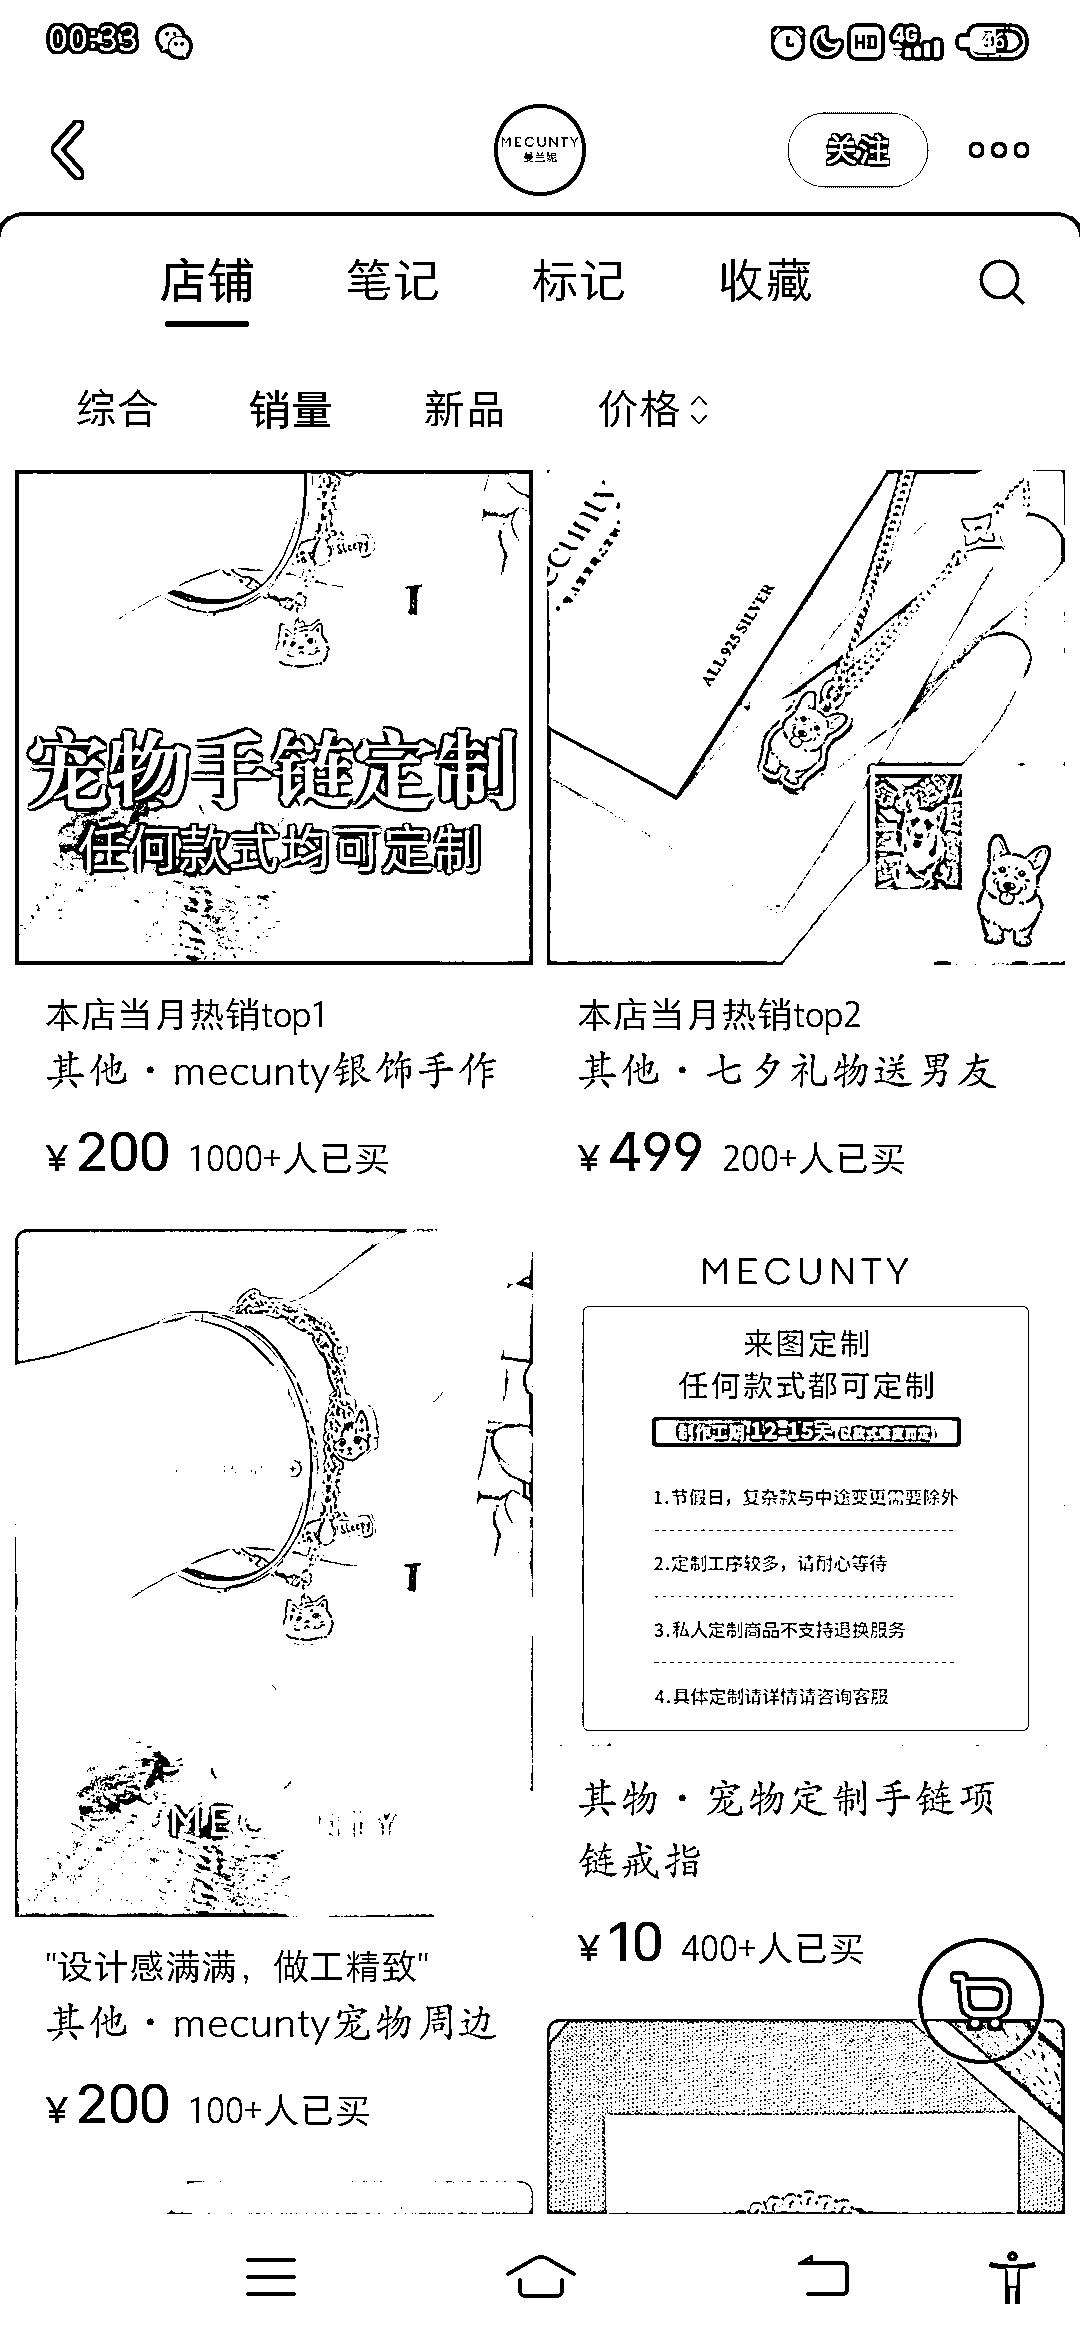 00:33
HD 4G
MECUNTY
曼兰妮
关注
店铺 笔记 标记 收藏
综合 销量 新品 价格
Sleepy
宠物手链定制
任何款式均可定制
ecunty
ALL 925 SILVER
本店当月热销top1
其他·mecunty银饰手作
¥200 1000+人已买
本店当月热销top2
其他·七夕礼物送男友
¥499 200+人已买
Sleepy
"设计感满满，做工精致"
其他·mecunty宠物周边
¥200 100+人已买
MECUNTY
来图定制
任何款式都可定制
制作工期12-15天
1.节假日，复杂款与中途变更需要除外
2.定制工序较多，请耐心等待
3.私人定制商品不支持退换服务
4.具体定制请详情请咨询客服
其物·宠物定制手链项
链戒指
¥10 400+人已买